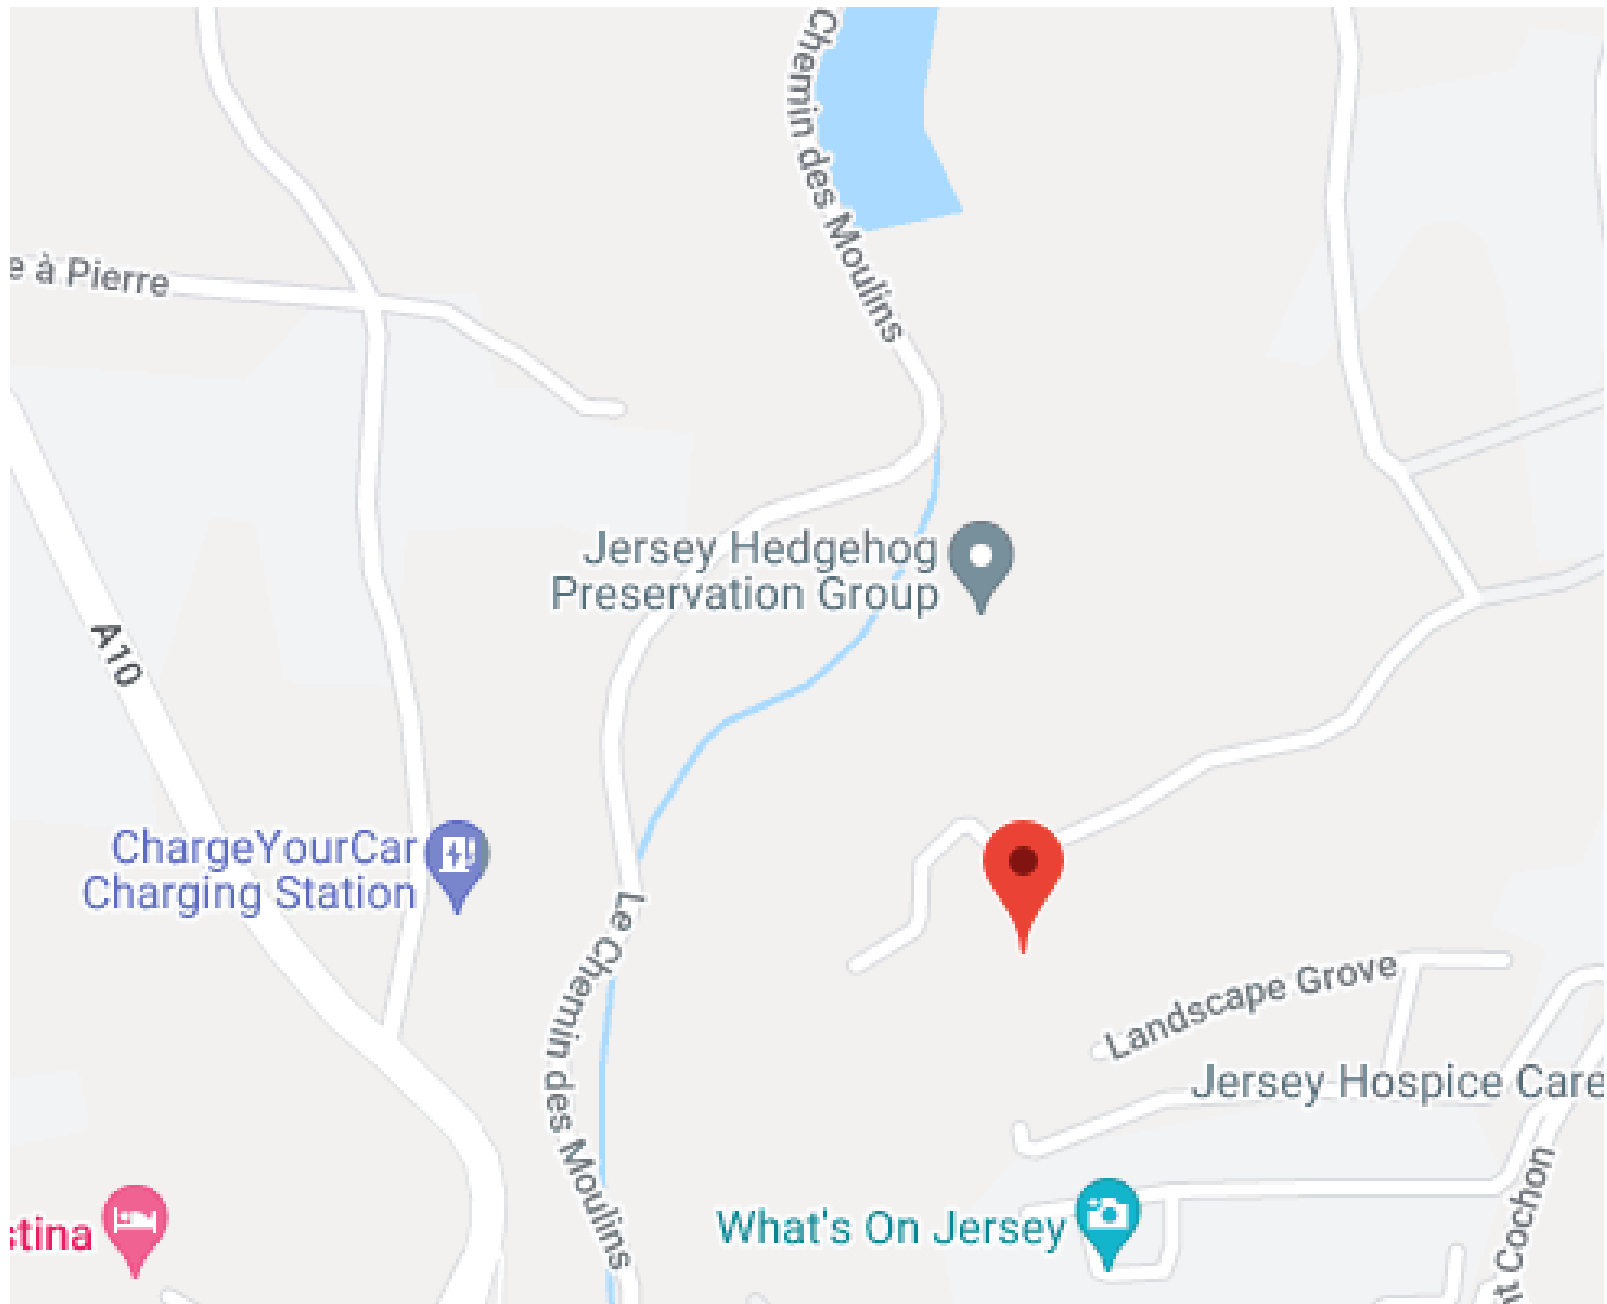 Chemin des Moulins
e à Pierre
Jersey Hedgehog
Preservation Group
A10
ChargeYourCar
Charging Station
Le Chemin des Moulins
Landscape Grove
Jersey Hospice Care
What's On Jersey
stina
t Cochon